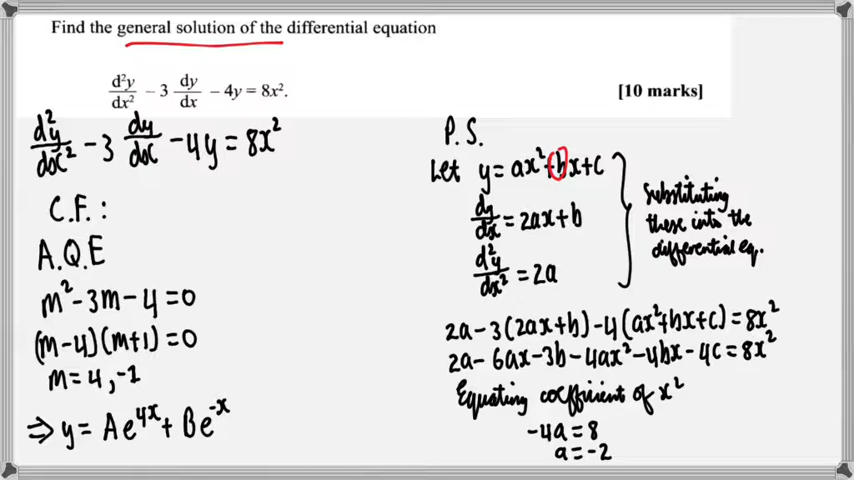 Find the general solution of the differential equation
d²y/dx² − 3 dy/dx − 4y = 8x².
[10 marks]
d²y/dx² − 3 dy/dx − 4y = 8x²
C.F. :
A.Q.E
m² − 3m − 4 = 0
(m−4)(m+1) = 0
m = 4, −1
⇒ y = Ae^{4x} + Be^{−x}
P.S.
Let y = ax² + bx + c
dy/dx = 2ax + b
d²y/dx² = 2a
Substituting
these into the
differential eq.
2a − 3(2ax + b) − 4(ax² + bx + c) = 8x²
2a − 6ax − 3b − 4ax² − 4bx − 4c = 8x²
Equating coefficient of x²
−4a = 8
a = −2